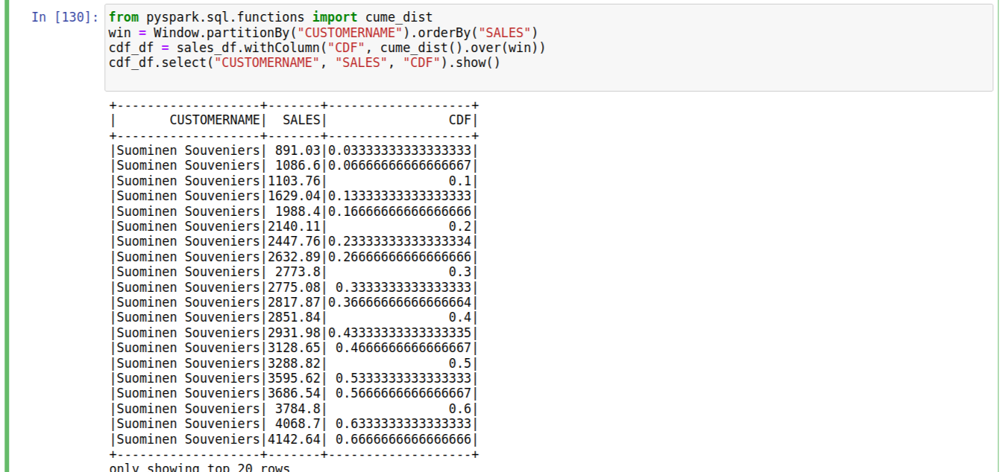 In [130]: from pyspark.sql.functions import cume_dist
win = Window.partitionBy("CUSTOMERNAME").orderBy("SALES")
cdf_df = sales_df.withColumn("CDF", cume_dist().over(win))
cdf_df.select("CUSTOMERNAME", "SALES", "CDF").show()
+-------------------+-------+-------------------+
|       CUSTOMERNAME|  SALES|                CDF|
+-------------------+-------+-------------------+
|Suominen Souveniers| 891.03|0.03333333333333333|
|Suominen Souveniers| 1086.6|0.06666666666666667|
|Suominen Souveniers|1103.76|                0.1|
|Suominen Souveniers|1629.04|0.13333333333333333|
|Suominen Souveniers| 1988.4|0.16666666666666666|
|Suominen Souveniers|2140.11|                0.2|
|Suominen Souveniers|2447.76|0.23333333333333334|
|Suominen Souveniers|2632.89|0.26666666666666666|
|Suominen Souveniers| 2773.8|                0.3|
|Suominen Souveniers|2775.08| 0.3333333333333333|
|Suominen Souveniers|2817.87|0.36666666666666664|
|Suominen Souveniers|2851.84|                0.4|
|Suominen Souveniers|2931.98|0.43333333333333335|
|Suominen Souveniers|3128.65| 0.4666666666666667|
|Suominen Souveniers|3288.82|                0.5|
|Suominen Souveniers|3595.62| 0.5333333333333333|
|Suominen Souveniers|3686.54| 0.5666666666666667|
|Suominen Souveniers| 3784.8|                0.6|
|Suominen Souveniers| 4068.7| 0.6333333333333333|
|Suominen Souveniers|4142.64| 0.6666666666666666|
+-------------------+-------+-------------------+
only showing top 20 rows